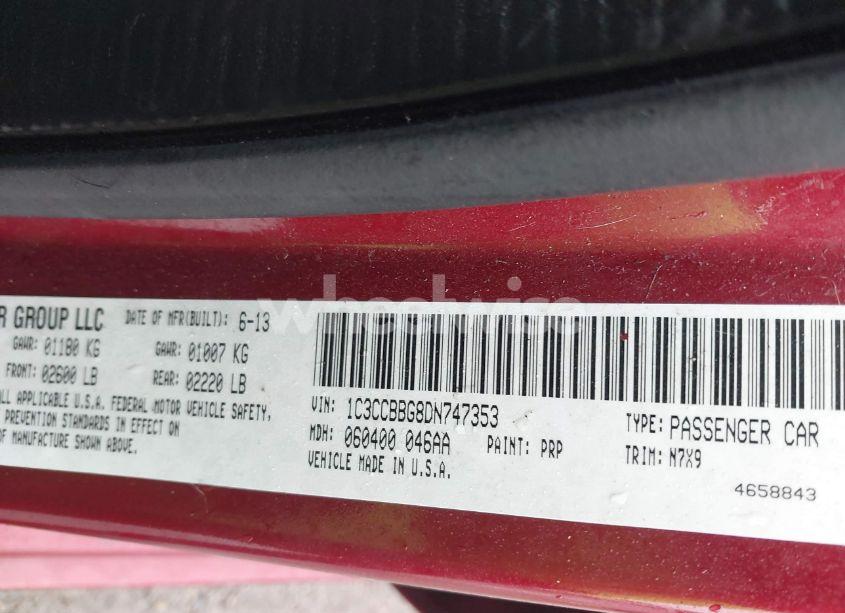 R GROUP LLC DATE OF MFR(BUILT): 6-13
GAWR: 01180 KG GAWR: 01007 KG
FRONT: 02600 LB REAR: 02220 LB
ALL APPLICABLE U.S.A. FEDERAL MOTOR VEHICLE SAFETY,
PREVENTION STANDARDS IN EFFECT ON
OF MANUFACTURE SHOWN ABOVE.
VIN: 1C3CCBBG8DN747353
MDH: 060400 046AA PAINT: PRP
VEHICLE MADE IN U.S.A.
TYPE: PASSENGER CAR
TRIM: N7X9
4658843
wheelwise